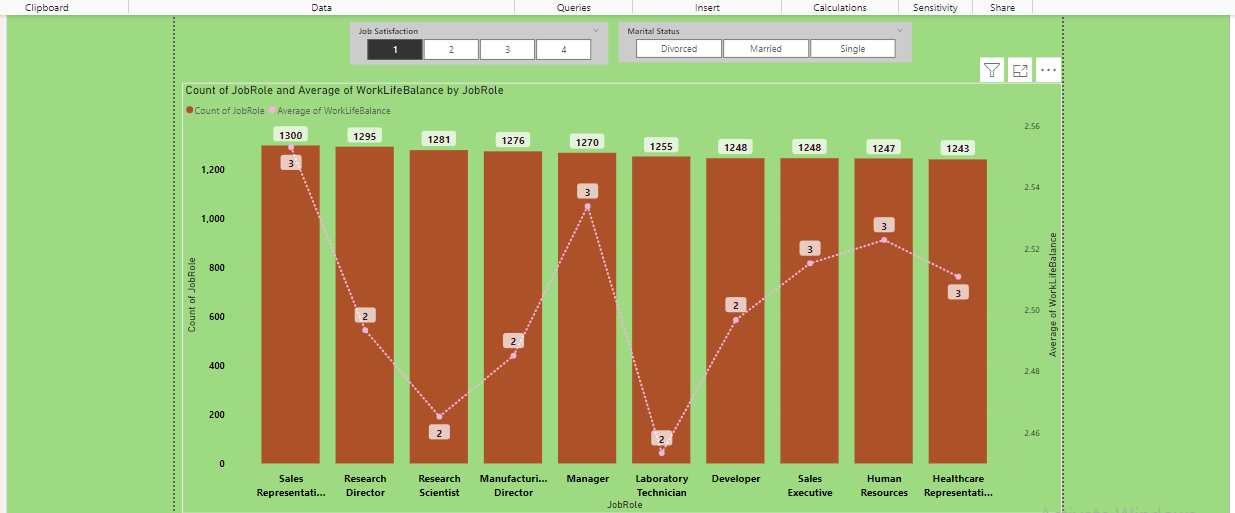 Clipboard Data Queries Insert Calculations Sensitivity Share
Job Satisfaction
1 2 3 4
Marital Status
Divorced Married Single
Count of JobRole and Average of WorkLifeBalance by JobRole
Count of JobRole Average of WorkLifeBalance
1300 1295 1281 1276 1270 1255 1248 1248 1247 1243
3 2 2 2 3 2 2 3 3 3
Count of JobRole
1,200
1,000
800
600
400
200
0
2.56
2.54
2.52
2.50
2.48
2.46
Average of WorkLifeBalance
Sales
Representati...
Research
Director
Research
Scientist
Manufacturi...
Director
Manager
Laboratory
Technician
Developer
Sales
Executive
Human
Resources
Healthcare
Representati...
JobRole